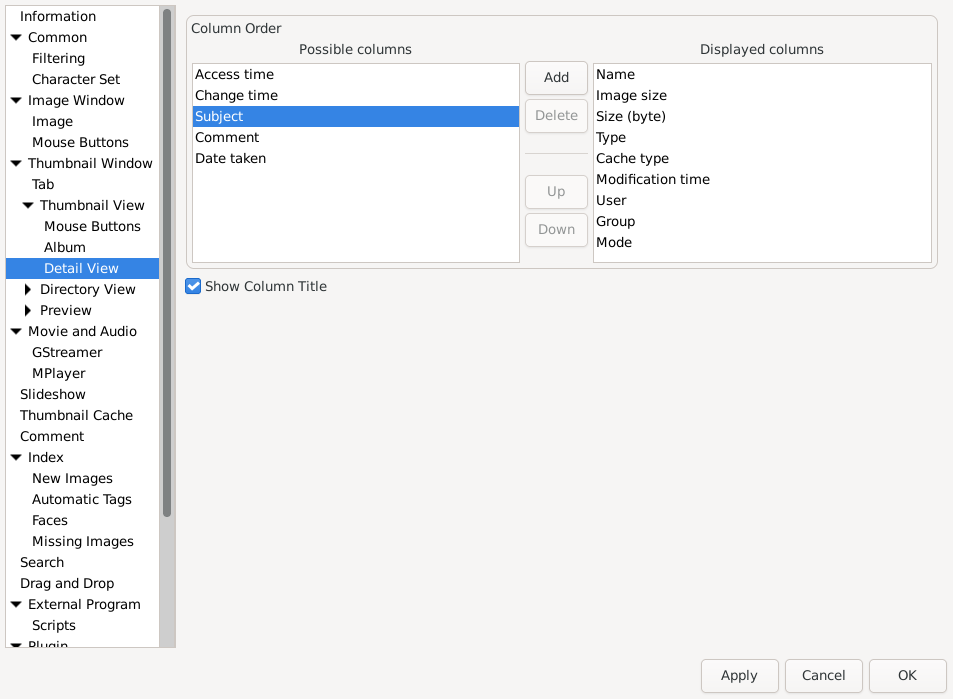 Information
Common
Filtering
Character Set
Image Window
Image
Mouse Buttons
Thumbnail Window
Tab
Thumbnail View
Mouse Buttons
Album
Detail View
Directory View
Preview
Movie and Audio
GStreamer
MPlayer
Slideshow
Thumbnail Cache
Comment
Index
New Images
Automatic Tags
Faces
Missing Images
Search
Drag and Drop
External Program
Scripts
Plugin
Column Order
Possible columns
Access time
Change time
Subject
Comment
Date taken
Add
Delete
Up
Down
Displayed columns
Name
Image size
Size (byte)
Type
Cache type
Modification time
User
Group
Mode
Show Column Title
Apply
Cancel
OK